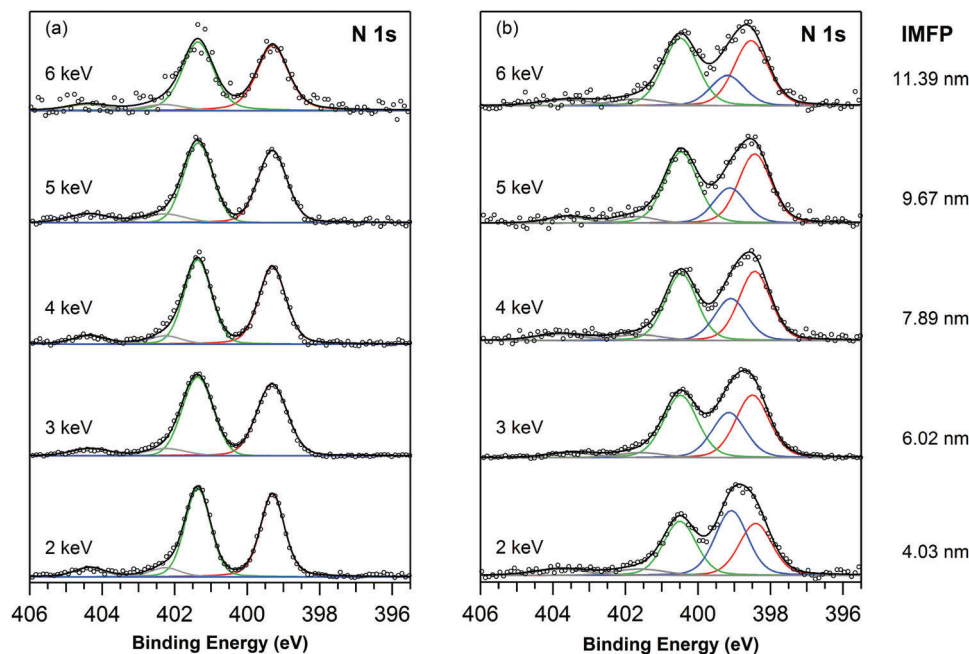 (a)
N 1s
6 keV
5 keV
4 keV
3 keV
2 keV
406 404 402 400 398
Binding Energy (eV)
(b)
N 1s
6 keV
5 keV
4 keV
3 keV
2 keV
406 404 402 400 398
Binding Energy (eV)
IMFP
11.39 nm
9.67 nm
7.89 nm
6.02 nm
4.03 nm